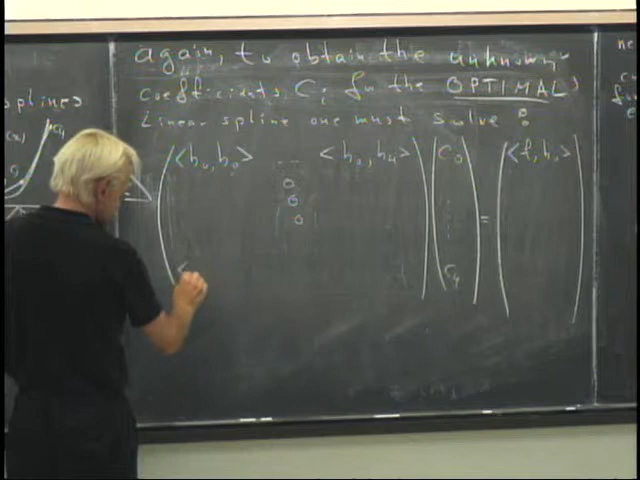 again, to obtain the unknown
coefficients Ci for the OPTIMAL
Linear spline one must solve :
splines
<h0, h0> ... <h0, h4> C0 = <f, h0>
< C4